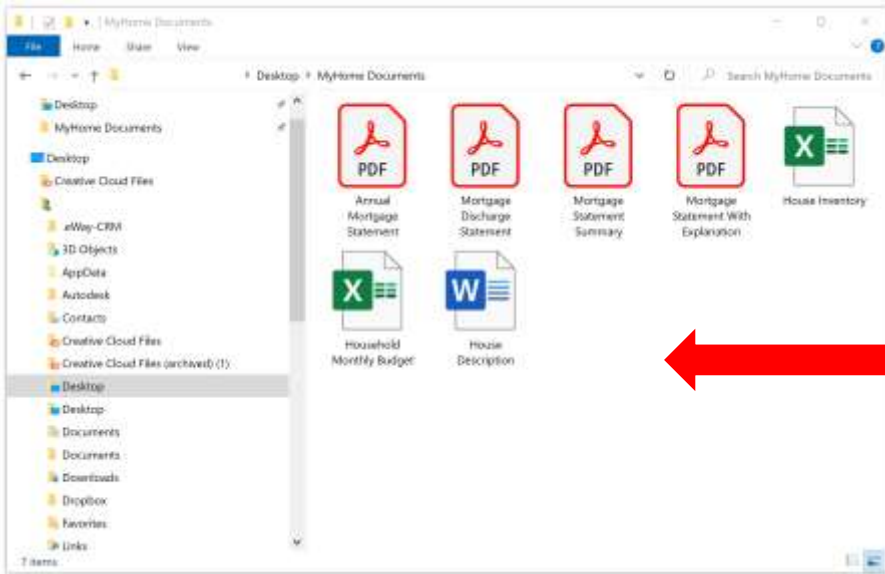 MyHome Documents
File Home Share View
Desktop MyHome Documents
Search MyHome Documents
Desktop
MyHome Documents
Desktop
Creative Cloud Files
eWay-CRM
3D Objects
AppData
Autodesk
Contacts
Creative Cloud Files
Creative Cloud Files (archived) (1)
Desktop
Desktop
Documents
Documents
Downloads
Dropbox
Favorites
Links
PDF
Annual
Mortgage
Statement
PDF
Mortgage
Discharge
Statement
PDF
Mortgage
Statement
Summary
PDF
Mortgage
Statement With
Explanation
X
House Inventory
X
Household
Monthly Budget
W
House
Description
7 items